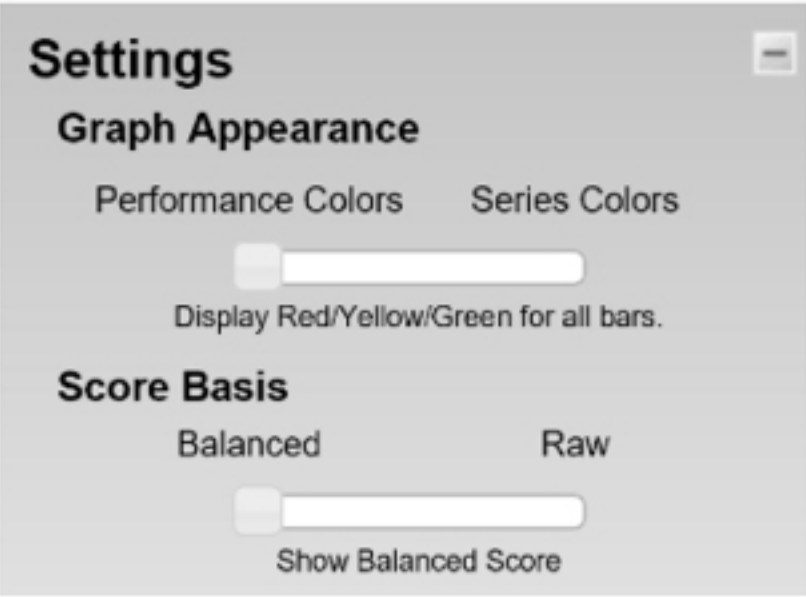 Settings
Graph Appearance
Performance Colors Series Colors
Display Red/Yellow/Green for all bars.
Score Basis
Balanced Raw
Show Balanced Score